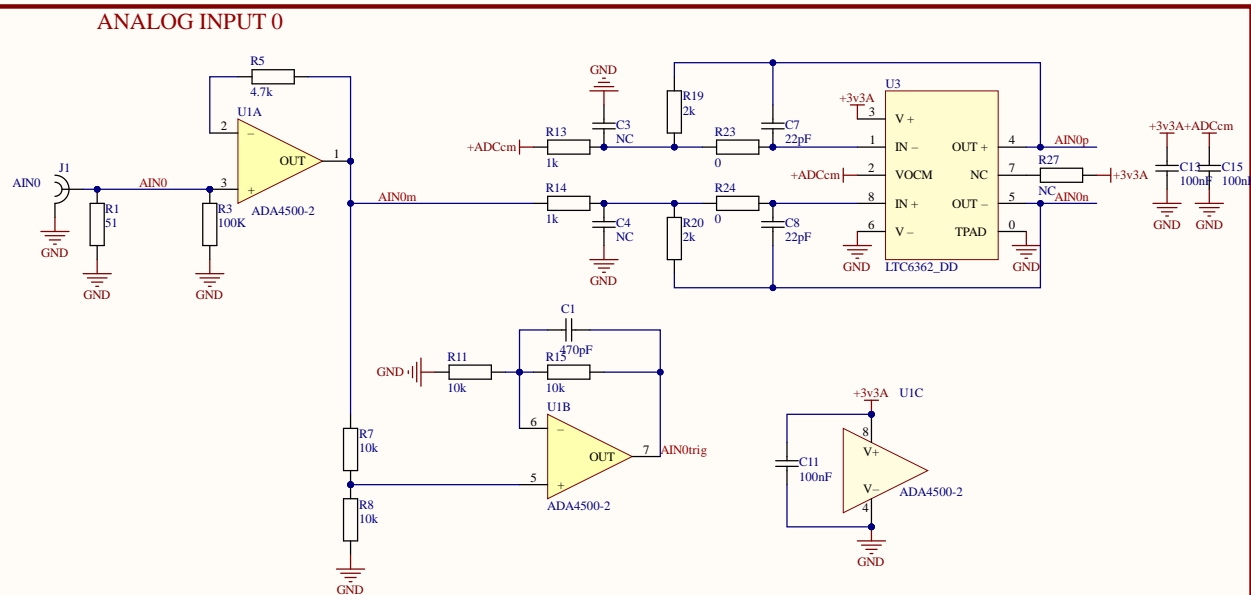 ANALOG INPUT 0
R5
4.7k
U1A
2
OUT
1
3
ADA4500-2
J1
AIN0
AIN0
R1
51
GND
GND
R3
100K
GND
AIN0m
GND
C3
NC
R13
1k
+ADCcm
R19
2k
R23
0
C7
22pF
R14
1k
C4
NC
GND
R20
2k
R24
0
C8
22pF
U3
+3v3A
3
V +
1
IN −
+ADCcm
2
VOCM
8
IN +
6
V −
GND
OUT +
4
AIN0p
NC
7
R27
NC
+3v3A
OUT −
5
AIN0n
TPAD
0
GND
LTC6362_DD
+3v3A
+ADCcm
C13
100nF
C15
100nF
GND
GND
C1
470pF
GND
R11
10k
R15
10k
U1B
6
OUT
7
AIN0trig
5
ADA4500-2
R7
10k
R8
10k
GND
+3v3A
U1C
8
V+
C11
100nF
V−
4
ADA4500-2
GND